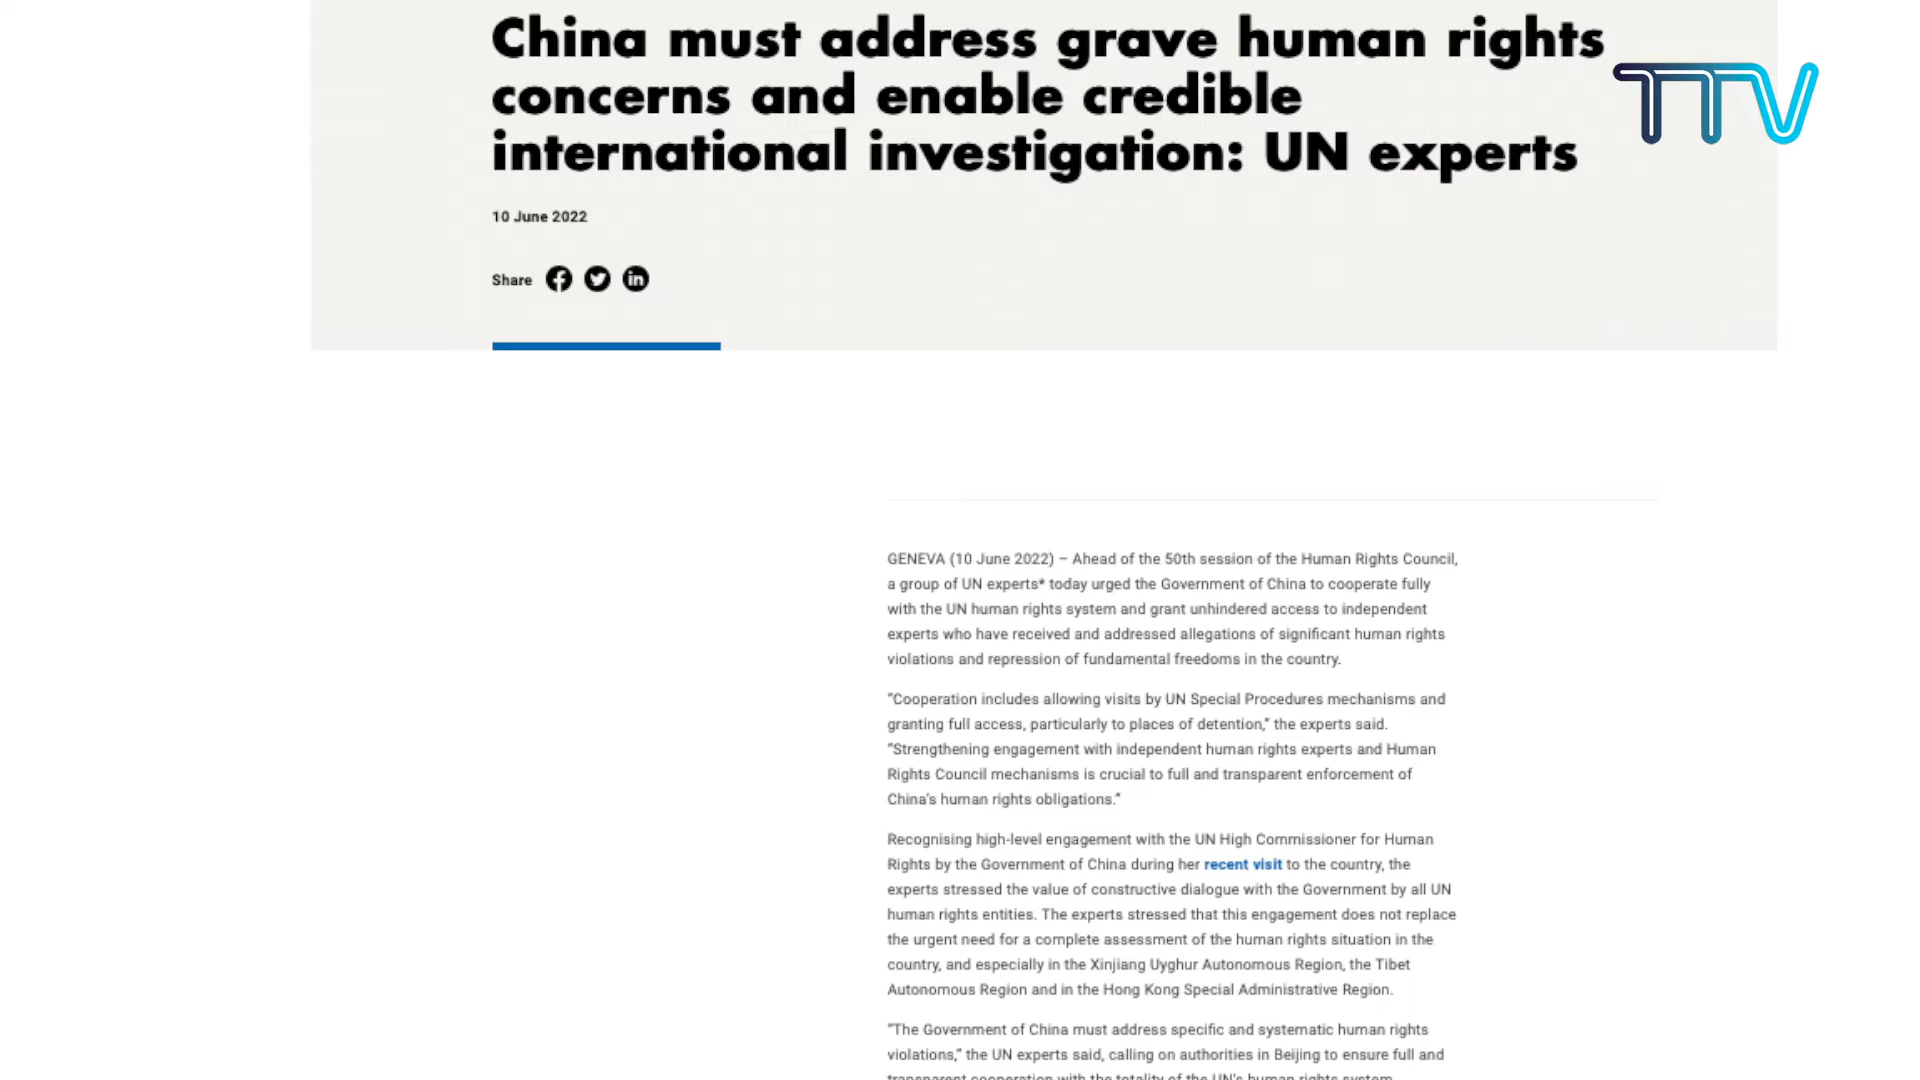 China must address grave human rights
concerns and enable credible
international investigation: UN experts
TTV
10 June 2022
Share
GENEVA (10 June 2022) – Ahead of the 50th session of the Human Rights Council,
a group of UN experts* today urged the Government of China to cooperate fully
with the UN human rights system and grant unhindered access to independent
experts who have received and addressed allegations of significant human rights
violations and repression of fundamental freedoms in the country.
“Cooperation includes allowing visits by UN Special Procedures mechanisms and
granting full access, particularly to places of detention,” the experts said.
“Strengthening engagement with independent human rights experts and Human
Rights Council mechanisms is crucial to full and transparent enforcement of
China’s human rights obligations.”
Recognising high-level engagement with the UN High Commissioner for Human
Rights by the Government of China during her recent visit to the country, the
experts stressed the value of constructive dialogue with the Government by all UN
human rights entities. The experts stressed that this engagement does not replace
the urgent need for a complete assessment of the human rights situation in the
country, and especially in the Xinjiang Uyghur Autonomous Region, the Tibet
Autonomous Region and in the Hong Kong Special Administrative Region.
“The Government of China must address specific and systematic human rights
violations,” the UN experts said, calling on authorities in Beijing to ensure full and
transparent cooperation with the totality of the UN’s human rights system